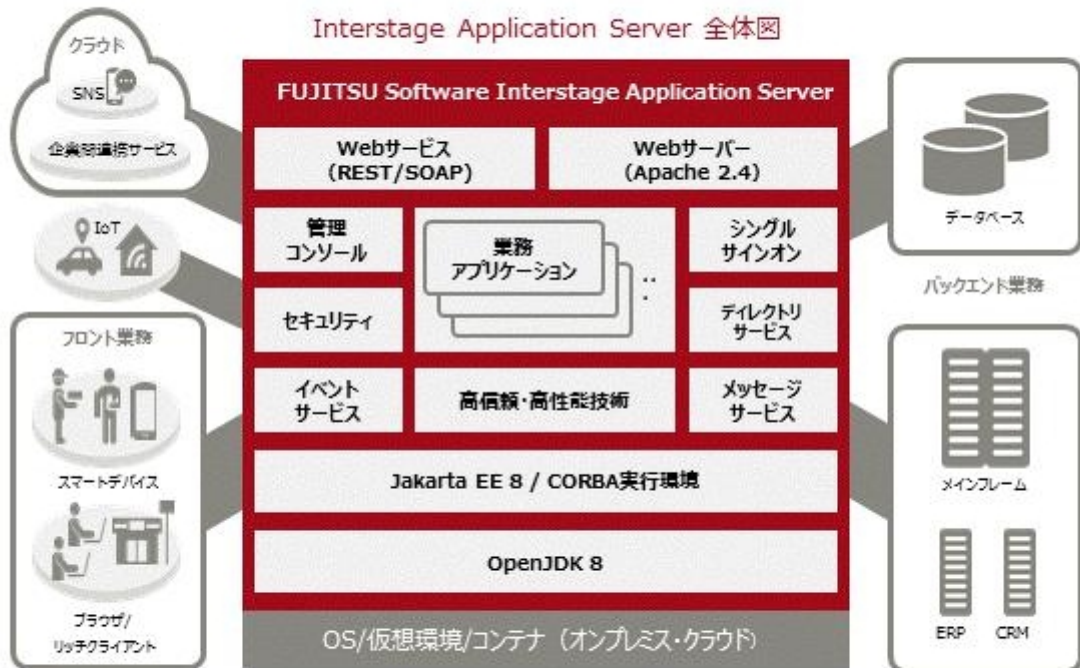 Interstage Application Server 全体図
クラウド
SNS
企業間連携サービス
IoT
フロント業務
スマートデバイス
ブラウザ/
リッチクライアント
FUJITSU Software Interstage Application Server
Webサービス
（REST/SOAP)
Webサーバー
（Apache 2.4）
管理
コンソール
業務
アプリケーション
‥
．
シングル
サインオン
セキュリティ
ディレクトリ
サービス
イベント
サービス
高信頼・高性能技術
メッセージ
サービス
Jakarta EE 8 / CORBA実行環境
OpenJDK 8
OS/仮想環境/コンテナ（オンプレミス・クラウド）
データベース
バックエンド業務
メインフレーム
ERP
CRM